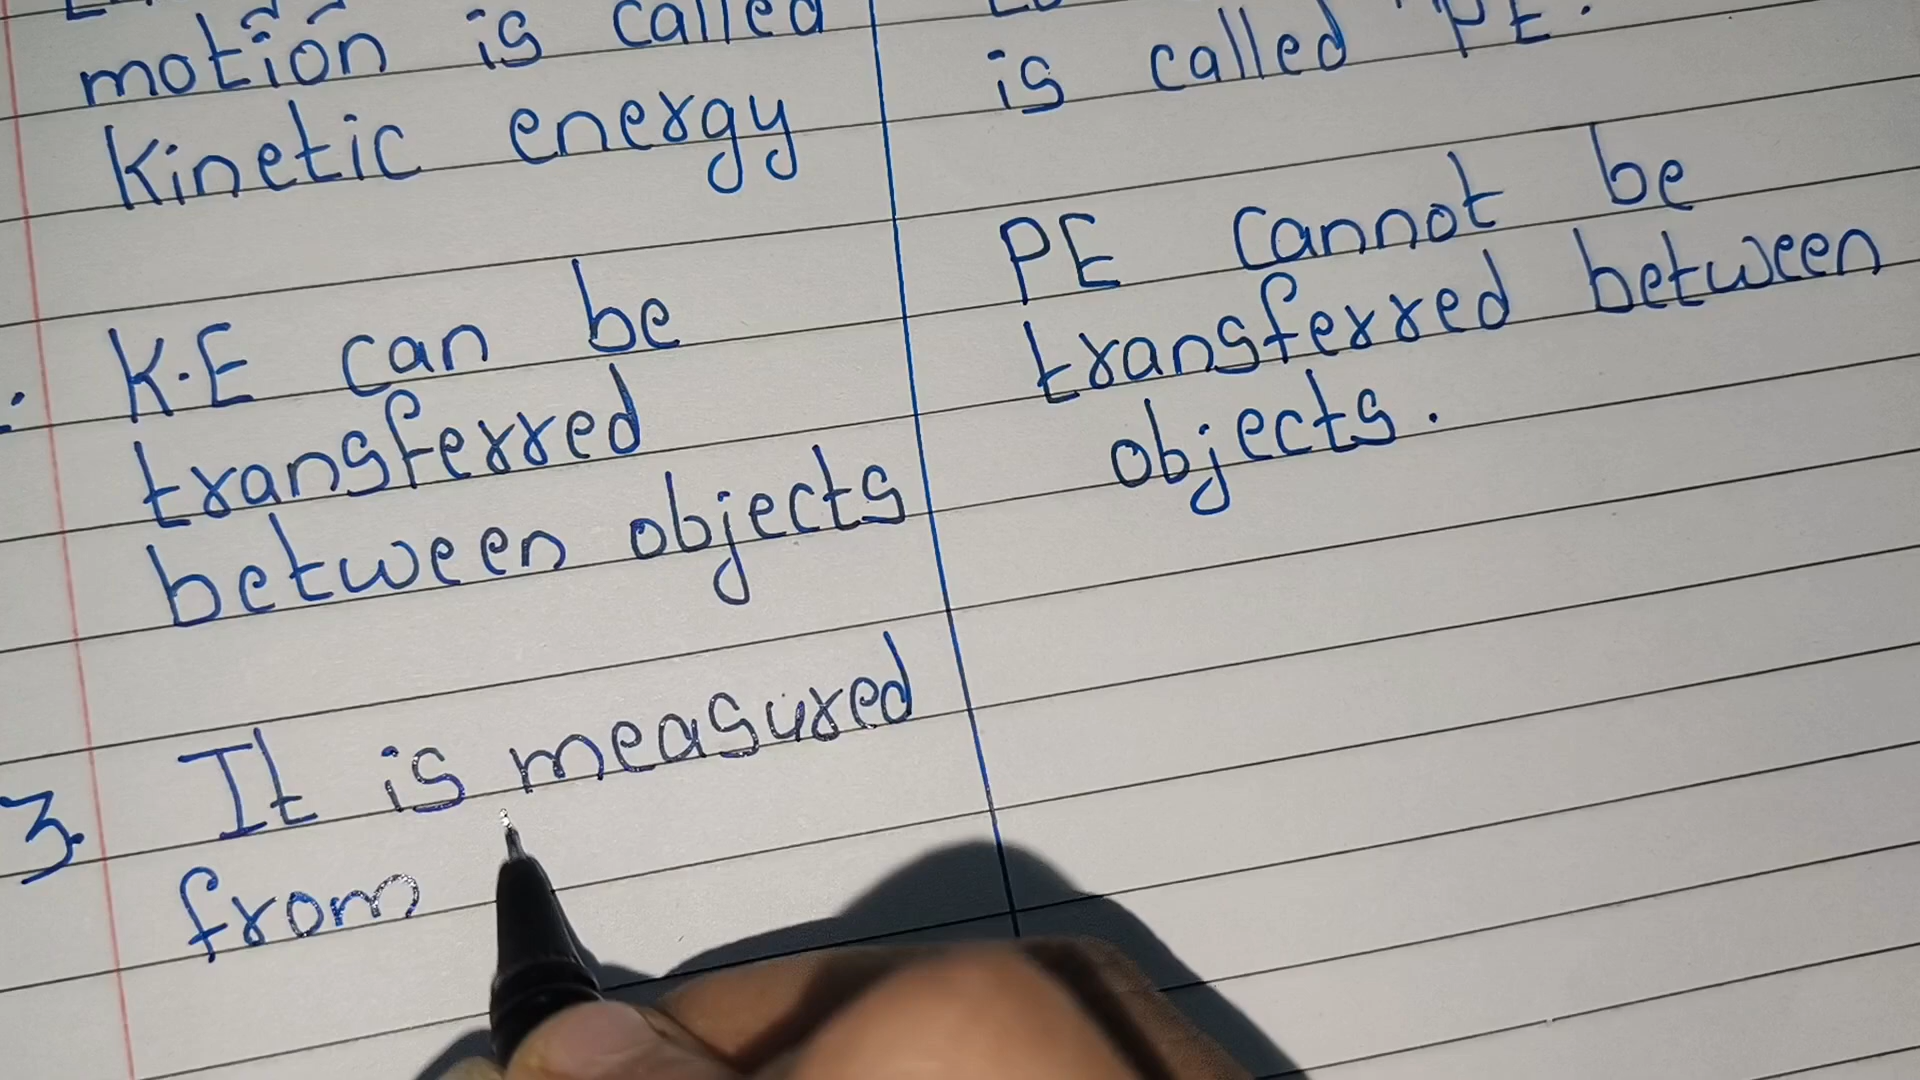 motion is called
Kinetic energy
K.E can be
transferred
between objects
3. It is measured
from
is called PE.
PE cannot be
transferred between
objects.